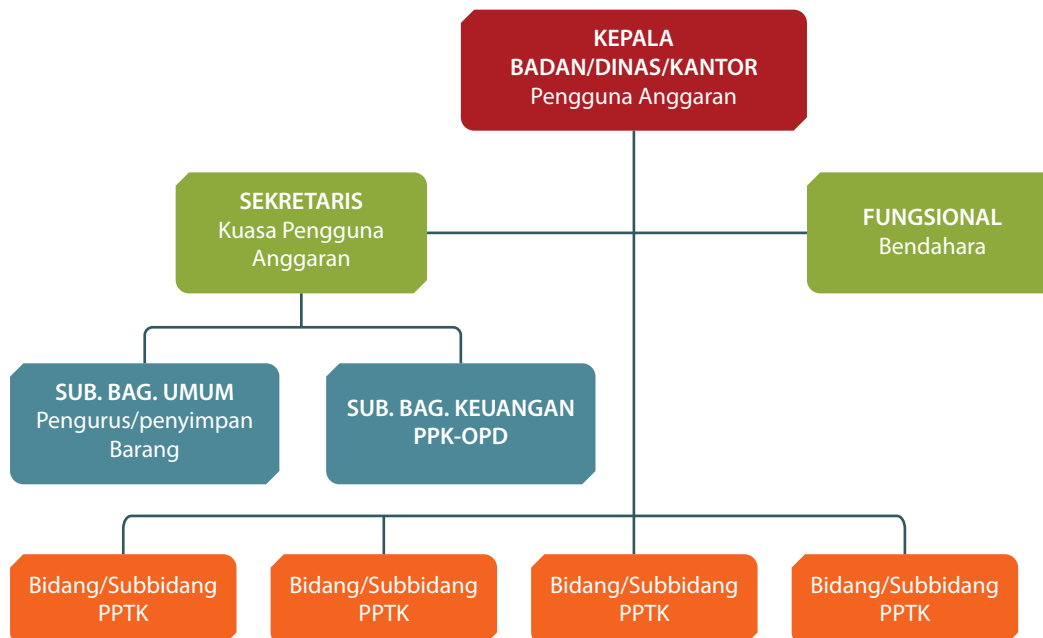 KEPALA
BADAN/DINAS/KANTOR
Pengguna Anggaran
SEKRETARIS
Kuasa Pengguna
Anggaran
FUNGSIONAL
Bendahara
SUB. BAG. UMUM
Pengurus/penyimpan
Barang
SUB. BAG. KEUANGAN
PPK-OPD
Bidang/Subbidang
PPTK
Bidang/Subbidang
PPTK
Bidang/Subbidang
PPTK
Bidang/Subbidang
PPTK